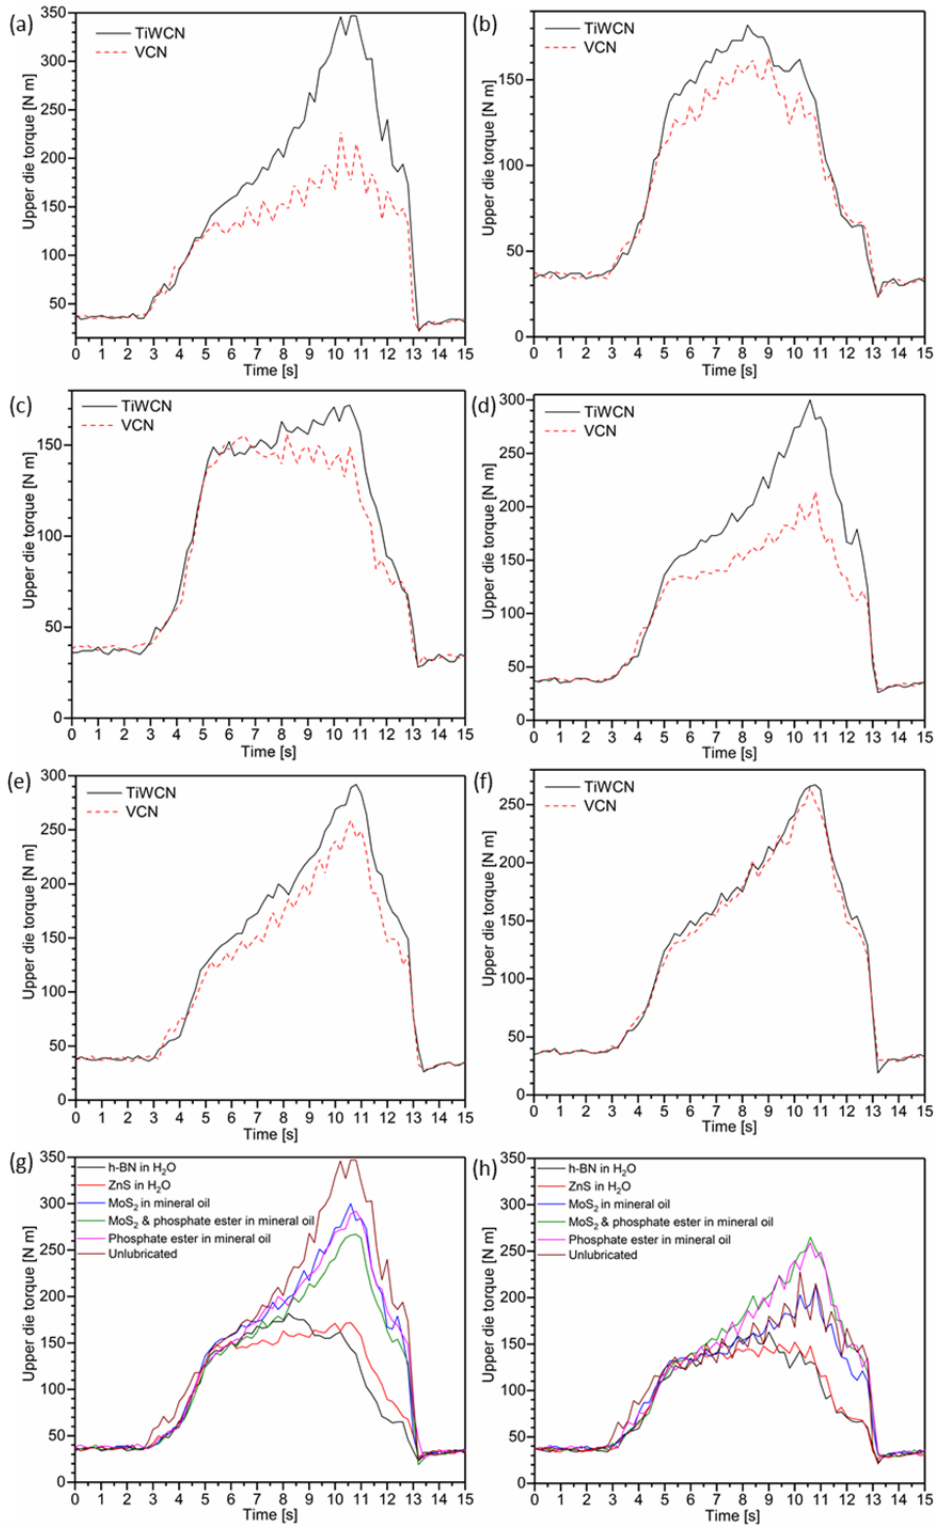 (a)
TiWCN
VCN
Upper die torque [N m]
350
300
250
200
150
100
50
0 1 2 3 4 5 6 7 8 9 10 11 12 13 14 15
Time [s]
(b)
TiWCN
VCN
Upper die torque [N m]
150
100
50
0
0 1 2 3 4 5 6 7 8 9 10 11 12 13 14 15
Time [s]
(c)
TiWCN
VCN
Upper die torque [N m]
150
100
50
0
0 1 2 3 4 5 6 7 8 9 10 11 12 13 14 15
Time [s]
(d)
TiWCN
VCN
Upper die torque [N m]
300
250
200
150
100
50
0
0 1 2 3 4 5 6 7 8 9 10 11 12 13 14 15
Time [s]
(e)
TiWCN
VCN
Upper die torque [N m]
300
250
200
150
100
50
0
0 1 2 3 4 5 6 7 8 9 10 11 12 13 14 15
Time [s]
(f)
TiWCN
VCN
Upper die torque [N m]
250
200
150
100
50
0
0 1 2 3 4 5 6 7 8 9 10 11 12 13 14 15
Time [s]
(g)
h-BN in H₂O
ZnS in H₂O
MoS₂ in mineral oil
MoS₂ & phosphate ester in mineral oil
Phosphate ester in mineral oil
Unlubricated
Upper die torque [N m]
350
300
250
200
150
100
50
0
0 1 2 3 4 5 6 7 8 9 10 11 12 13 14 15
Time [s]
(h)
h-BN in H₂O
ZnS in H₂O
MoS₂ in mineral oil
MoS₂ & phosphate ester in mineral oil
Phosphate ester in mineral oil
Unlubricated
Upper die torque [N m]
350
300
250
200
150
100
50
0
0 1 2 3 4 5 6 7 8 9 10 11 12 13 14 15
Time [s]